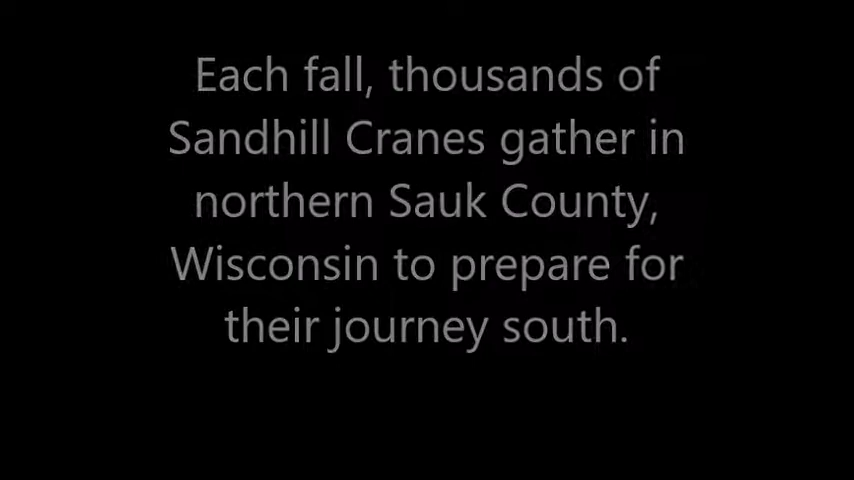 Each fall, thousands of
Sandhill Cranes gather in
northern Sauk County,
Wisconsin to prepare for
their journey south.